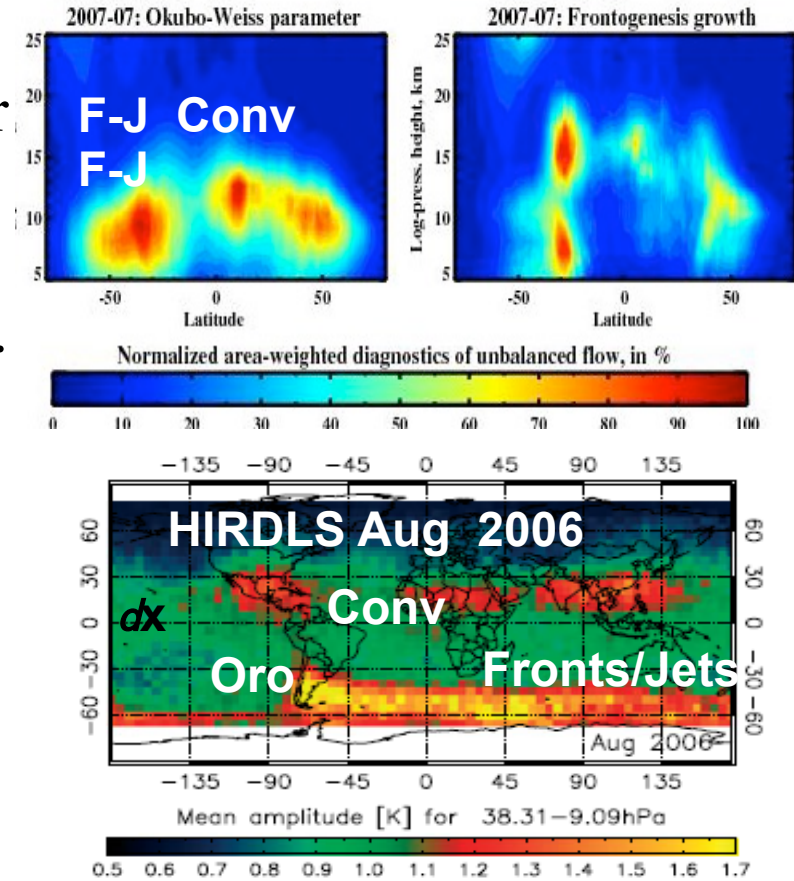 2007-07: Okubo-Weiss parameter
2007-07: Frontogenesis growth
25
20
15
10
5
F-J Conv
F-J
-50 0 50
Latitude
Log-press. height, km
25
20
15
10
5
-50 0 50
Latitude
Normalized area-weighted diagnostics of unbalanced flow, in %
0 10 20 30 40 50 60 70 80 90 100
-135 -90 -45 0 45 90 135
60
30
0
-30
-60
HIRDLS Aug 2006
dx
Conv
Oro
Fronts/Jets
Aug 2006
60
30
0
-30
-60
-135 -90 -45 0 45 90 135
Mean amplitude [K] for 38.31-9.09hPa
0.5 0.6 0.7 0.8 0.9 1.0 1.1 1.2 1.3 1.4 1.5 1.6 1.7